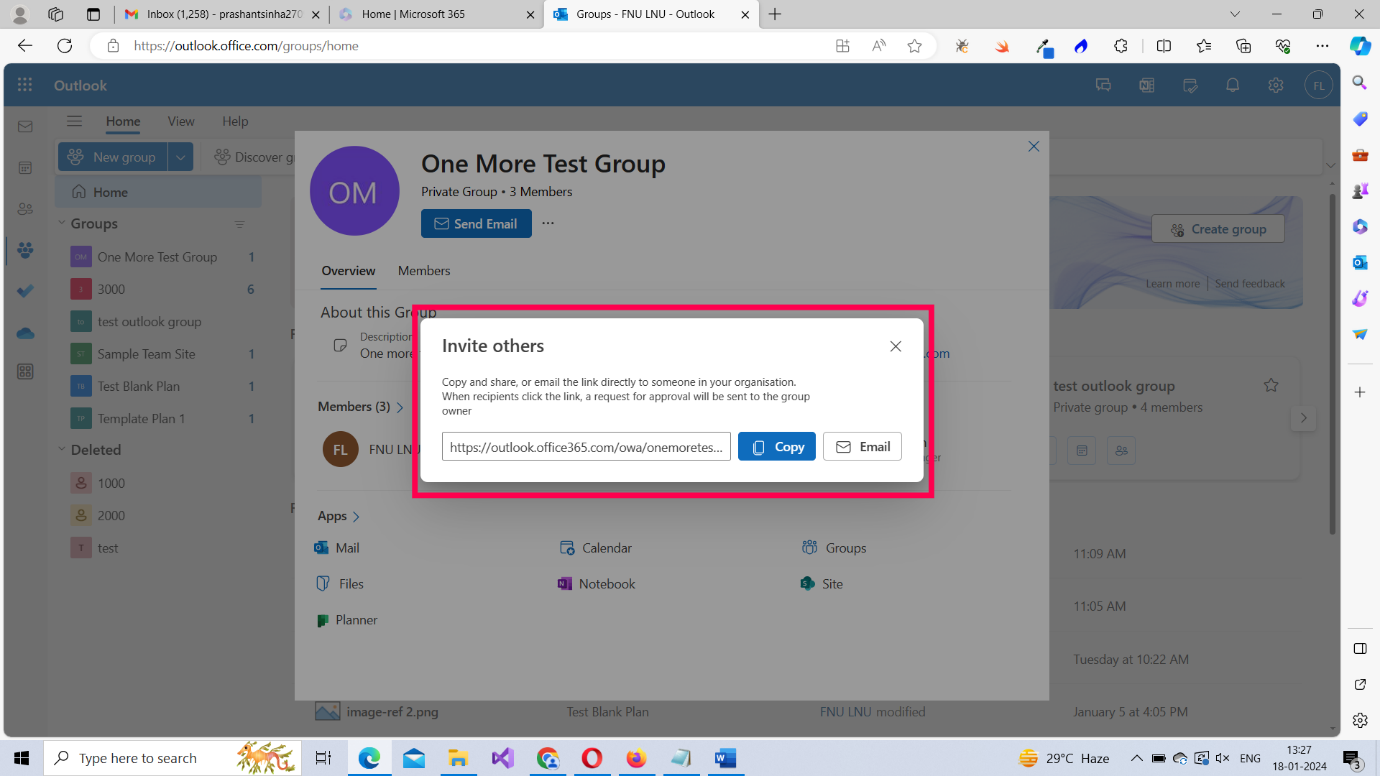 Inbox (1,258) - prashantsinha270
Home | Microsoft 365
Groups - FNU LNU - Outlook
https://outlook.office.com/groups/home
Outlook
FL
Home View Help
New group
Discover g
OM
One More Test Group
Private Group • 3 Members
Send Email
Overview Members
About this Group
Description
One more
.com
Members (3)
FL
FNU LNU
Apps
Mail
Calendar
Groups
Files
Notebook
Site
Planner
Home
Groups
OM One More Test Group 1
3 3000 6
to test outlook group
ST Sample Team Site 1
TB Test Blank Plan 1
TP Template Plan 1 1
Deleted
1000
2000
T test
Invite others
Copy and share, or email the link directly to someone in your organisation.
When recipients click the link, a request for approval will be sent to the group
owner
https://outlook.office365.com/owa/onemoretes...
Copy
Email
Create group
Learn more | Send feedback
test outlook group
Private group • 4 members
11:09 AM
11:05 AM
Tuesday at 10:22 AM
image-ref 2.png
Test Blank Plan
FNU LNU modified
January 5 at 4:05 PM
Type here to search
29°C Haze
ENG
13:27
18-01-2024
3